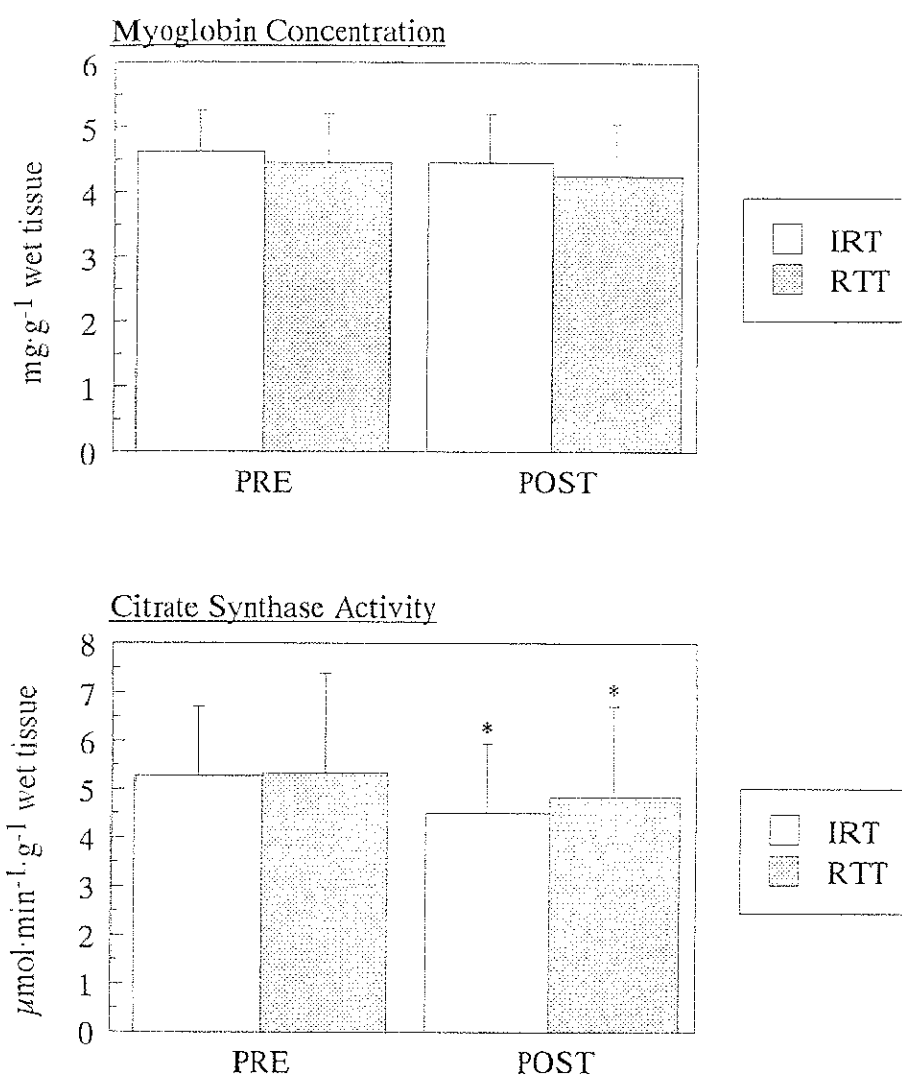 Myoglobin Concentration
6
5
4
3
2
1
0
mg·g⁻¹ wet tissue
PRE POST
IRT
RTT
Citrate Synthase Activity
8
7
6
5
4
3
2
1
0
µmol·min⁻¹·g⁻¹ wet tissue
* *
PRE POST
IRT
RTT